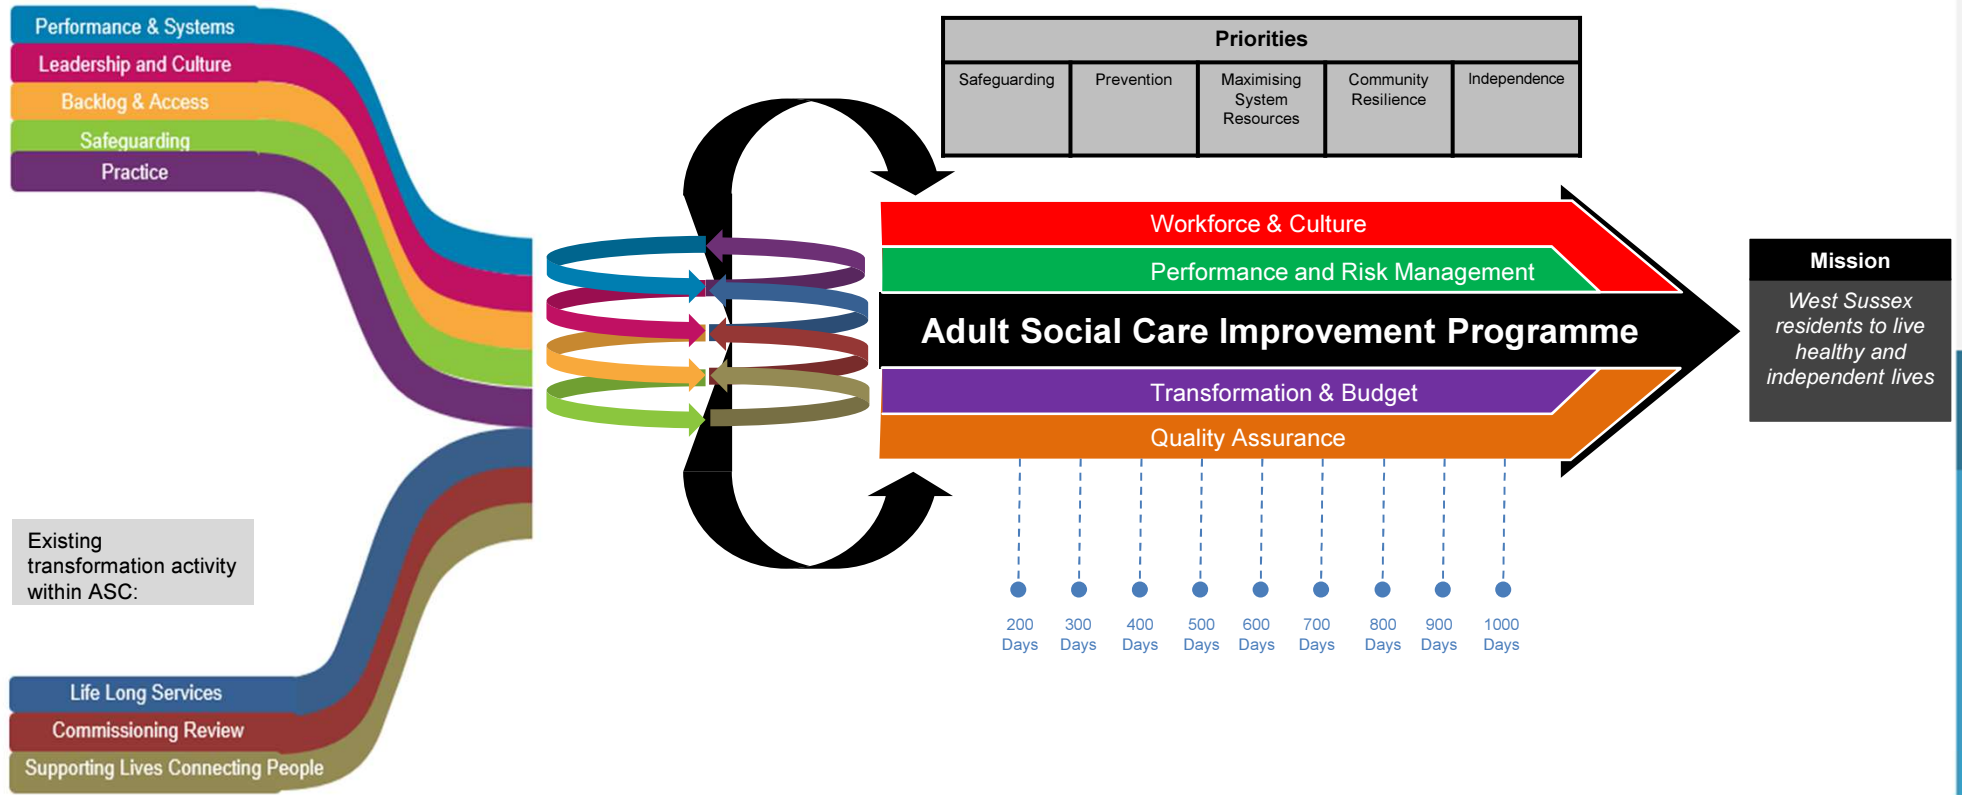 Performance & Systems
Leadership and Culture
Backlog & Access
Safeguarding
Practice
Existing
transformation activity
within ASC:
Life Long Services
Commissioning Review
Supporting Lives Connecting People
Priorities
Safeguarding
Prevention
Maximising
System
Resources
Community
Resilience
Independence
Workforce & Culture
Performance and Risk Management
Adult Social Care Improvement Programme
Transformation & Budget
Quality Assurance
200
Days
300
Days
400
Days
500
Days
600
Days
700
Days
800
Days
900
Days
1000
Days
Mission
West Sussex
residents to live
healthy and
independent lives